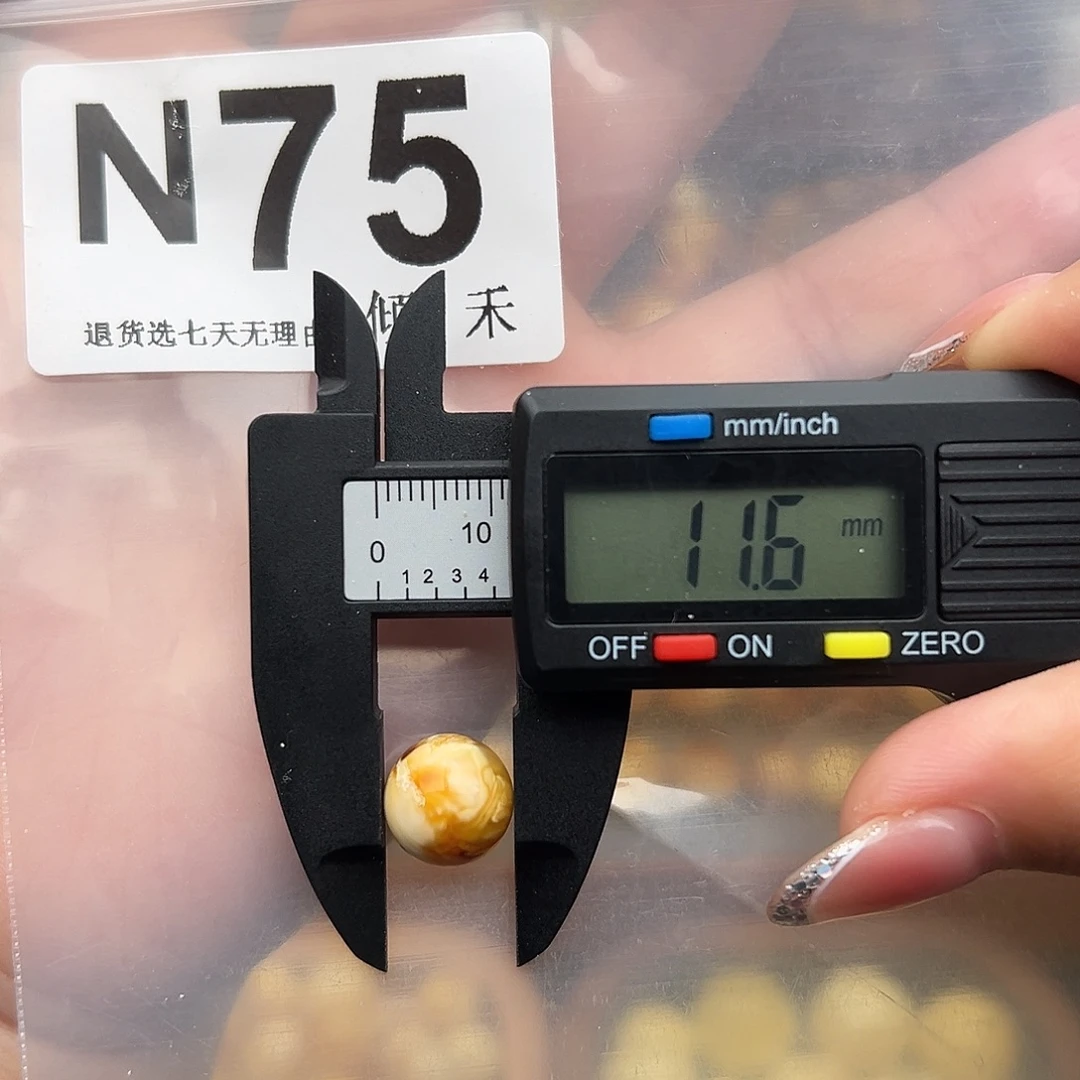 N75
退货选七天无理由
禾
mm/inch
11.6 mm
0 10
1 2 3 4
OFF ON ZERO